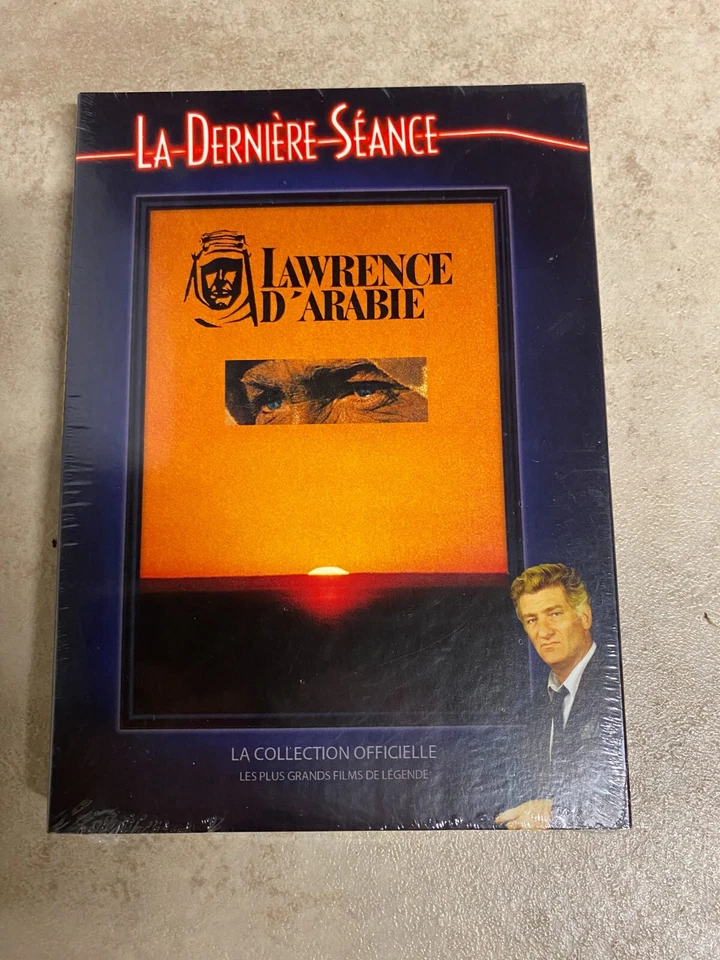 LA DERNIÈRE SÉANCE
LAWRENCE
D'ARABIE
LA COLLECTION OFFICIELLE
LES PLUS GRANDS FILMS DE LÉGENDE